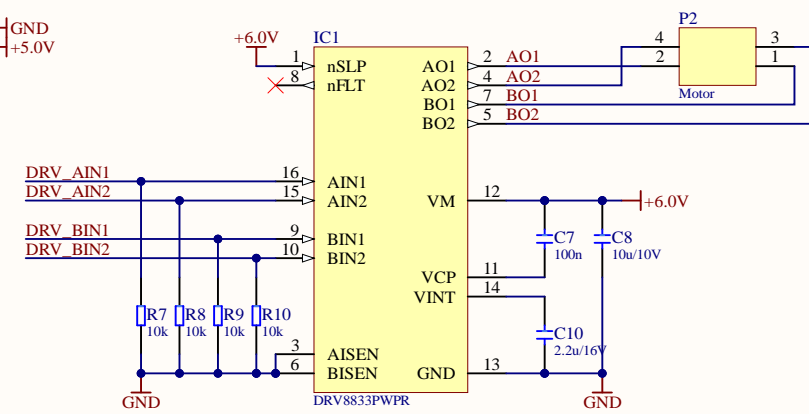 GND
+5.0V
+6.0V
IC1
P2
1 nSLP
8 nFLT
AO1 2 AO1
AO2 4 AO2
BO1 7 BO1
BO2 5 BO2
4 3
2 1
Motor
DRV_AIN1 16 AIN1
DRV_AIN2 15 AIN2
DRV_BIN1 9 BIN1
DRV_BIN2 10 BIN2
VM 12 +6.0V
C7
100n
C8
10u/10V
VCP 11
VINT 14
R7
10k
R8
10k
R9
10k
R10
10k
C10
2.2u/16V
3 AISEN
6 BISEN
GND 13
GND
DRV8833PWPR
GND